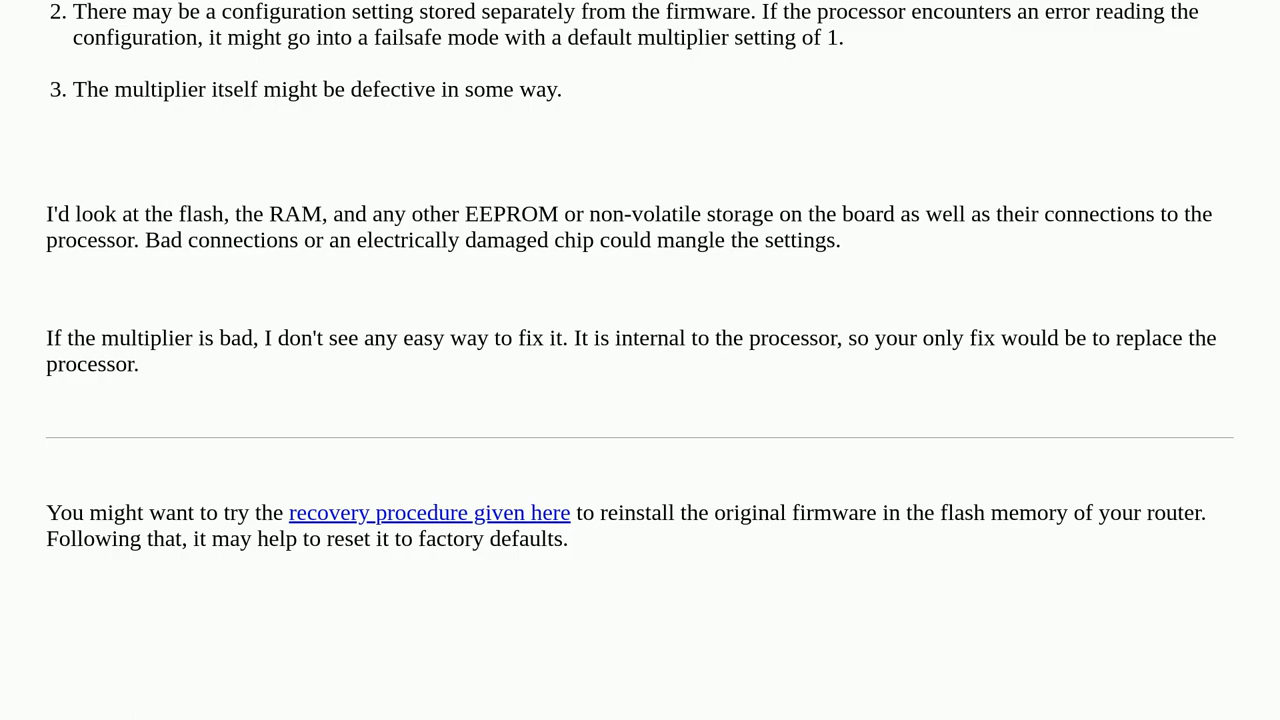 2. There may be a configuration setting stored separately from the firmware. If the processor encounters an error reading the
configuration, it might go into a failsafe mode with a default multiplier setting of 1.
3. The multiplier itself might be defective in some way.
I'd look at the flash, the RAM, and any other EEPROM or non-volatile storage on the board as well as their connections to the
processor. Bad connections or an electrically damaged chip could mangle the settings.
If the multiplier is bad, I don't see any easy way to fix it. It is internal to the processor, so your only fix would be to replace the
processor.
You might want to try the recovery procedure given here to reinstall the original firmware in the flash memory of your router.
Following that, it may help to reset it to factory defaults.